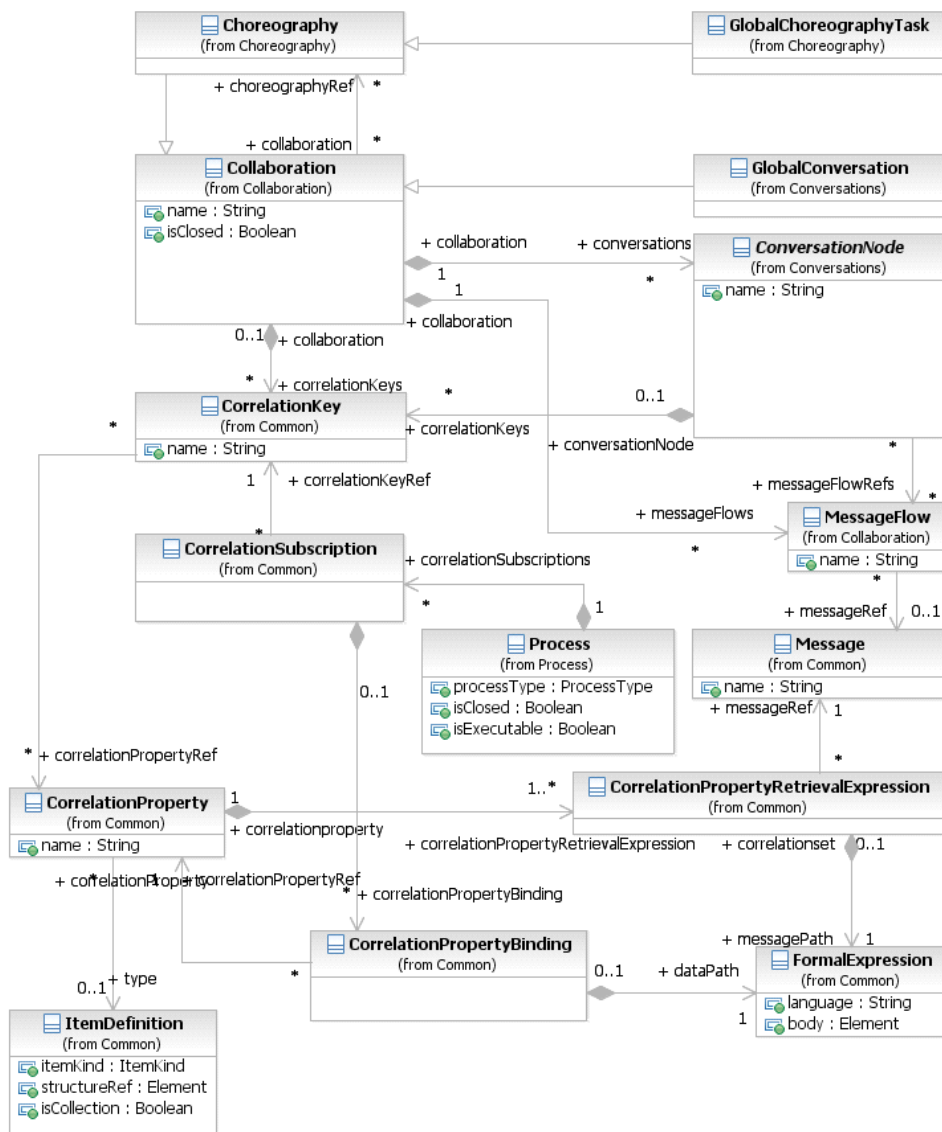 Choreography
(from Choreography)
GlobalChoreographyTask
(from Choreography)
+ choreographyRef
*
+ collaboration
*
Collaboration
(from Collaboration)
name : String
isClosed : Boolean
GlobalConversation
(from Conversations)
+ collaboration
+ conversations
1
*
ConversationNode
(from Conversations)
name : String
1
+ collaboration
0..1
+ collaboration
*
+ correlationKeys
*
0..1
CorrelationKey
(from Common)
name : String
*
+ correlationKeys
+ conversationNode
*
1
+ correlationKeyRef
+ messageFlowRefs
*
*
+ messageFlows
*
MessageFlow
(from Collaboration)
name : String
CorrelationSubscription
(from Common)
+ correlationSubscriptions
*
1
*
+ messageRef
0..1
0..1
Process
(from Process)
processType : ProcessType
isClosed : Boolean
isExecutable : Boolean
Message
(from Common)
name : String
+ messageRef
1
*
* + correlationPropertyRef
CorrelationProperty
(from Common)
name : String
1
+ correlationproperty
1..*
CorrelationPropertyRetrievalExpression
(from Common)
+ correlationPropertyRetrievalExpression
+ correlationset
0..1
+ correlationProperty
*
1
+ correlationPropertyRef
* + correlationPropertyBinding
+ messagePath
1
CorrelationPropertyBinding
(from Common)
*
0..1
+ dataPath
1
FormalExpression
(from Common)
language : String
body : Element
+ type
0..1
ItemDefinition
(from Common)
itemKind : ItemKind
structureRef : Element
isCollection : Boolean